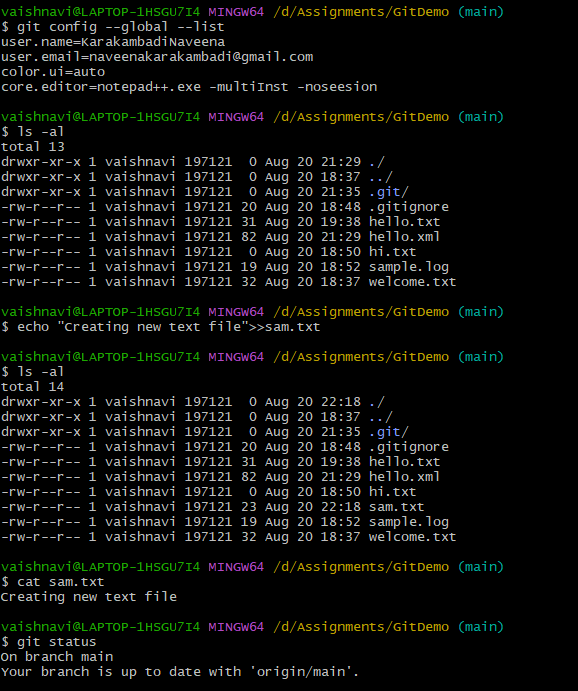 vaishnavi@LAPTOP-1HSGU7I4 MINGW64 /d/Assignments/GitDemo (main)
$ git config --global --list
user.name=KarakambadiNaveena
user.email=naveenakarakambadi@gmail.com
color.ui=auto
core.editor=notepad++.exe -multiInst -noseesion
vaishnavi@LAPTOP-1HSGU7I4 MINGW64 /d/Assignments/GitDemo (main)
$ ls -al
total 13
drwxr-xr-x 1 vaishnavi 197121  0 Aug 20 21:29 ./
drwxr-xr-x 1 vaishnavi 197121  0 Aug 20 18:37 ../
drwxr-xr-x 1 vaishnavi 197121  0 Aug 20 21:35 .git/
-rw-r--r-- 1 vaishnavi 197121 20 Aug 20 18:48 .gitignore
-rw-r--r-- 1 vaishnavi 197121 31 Aug 20 19:38 hello.txt
-rw-r--r-- 1 vaishnavi 197121 82 Aug 20 21:29 hello.xml
-rw-r--r-- 1 vaishnavi 197121  0 Aug 20 18:50 hi.txt
-rw-r--r-- 1 vaishnavi 197121 19 Aug 20 18:52 sample.log
-rw-r--r-- 1 vaishnavi 197121 32 Aug 20 18:37 welcome.txt
vaishnavi@LAPTOP-1HSGU7I4 MINGW64 /d/Assignments/GitDemo (main)
$ echo "Creating new text file">>sam.txt
vaishnavi@LAPTOP-1HSGU7I4 MINGW64 /d/Assignments/GitDemo (main)
$ ls -al
total 14
drwxr-xr-x 1 vaishnavi 197121  0 Aug 20 22:18 ./
drwxr-xr-x 1 vaishnavi 197121  0 Aug 20 18:37 ../
drwxr-xr-x 1 vaishnavi 197121  0 Aug 20 21:35 .git/
-rw-r--r-- 1 vaishnavi 197121 20 Aug 20 18:48 .gitignore
-rw-r--r-- 1 vaishnavi 197121 31 Aug 20 19:38 hello.txt
-rw-r--r-- 1 vaishnavi 197121 82 Aug 20 21:29 hello.xml
-rw-r--r-- 1 vaishnavi 197121  0 Aug 20 18:50 hi.txt
-rw-r--r-- 1 vaishnavi 197121 23 Aug 20 22:18 sam.txt
-rw-r--r-- 1 vaishnavi 197121 19 Aug 20 18:52 sample.log
-rw-r--r-- 1 vaishnavi 197121 32 Aug 20 18:37 welcome.txt
vaishnavi@LAPTOP-1HSGU7I4 MINGW64 /d/Assignments/GitDemo (main)
$ cat sam.txt
Creating new text file
vaishnavi@LAPTOP-1HSGU7I4 MINGW64 /d/Assignments/GitDemo (main)
$ git status
On branch main
Your branch is up to date with 'origin/main'.